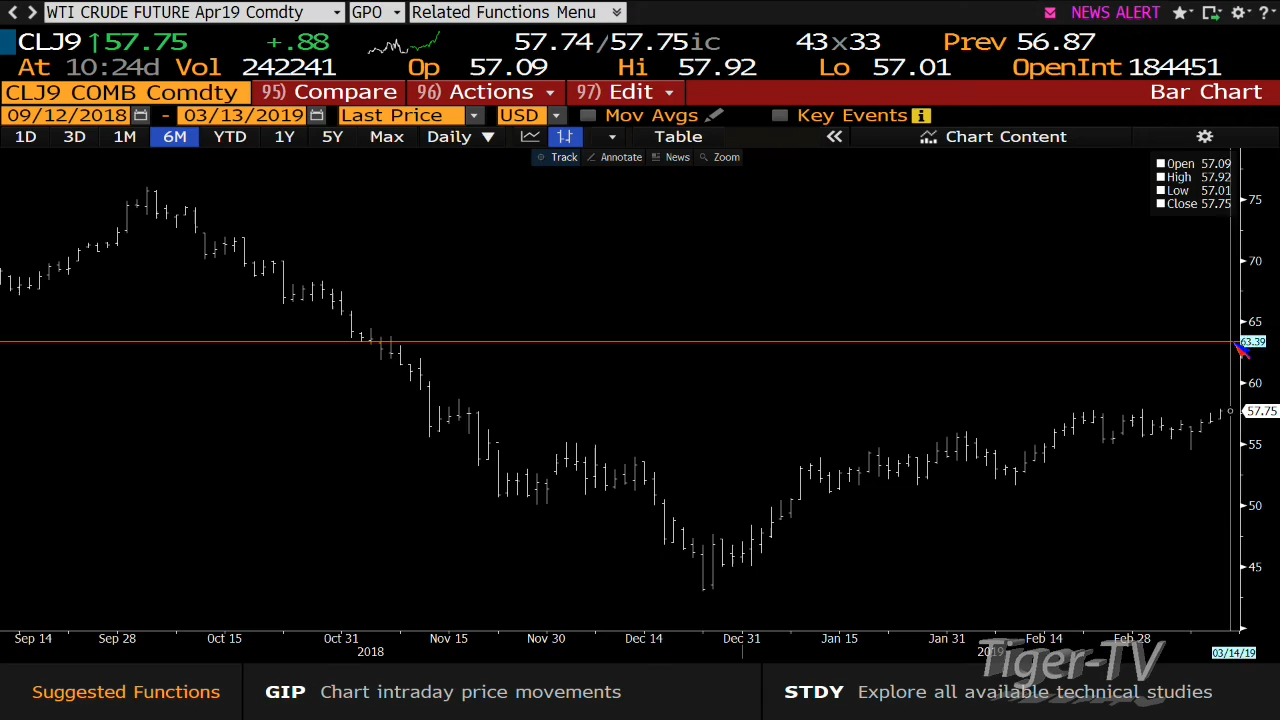 WTI CRUDE FUTURE Apr19 Comdty GPO Related Functions Menu NEWS ALERT ?
CLJ9 ↑57.75 +.88 57.74/57.75ic 43x33 Prev 56.87
At 10:24d Vol 242241 Op 57.09 Hi 57.92 Lo 57.01 OpenInt 184451
CLJ9 COMB Comdty 95) Compare 96) Actions 97) Edit Bar Chart
09/12/2018 - 03/13/2019 Last Price USD Mov Avgs Key Events i
1D 3D 1M 6M YTD 1Y 5Y Max Daily ▼ Table « Chart Content
Track Annotate News Zoom
Open 57.09
High 57.92
Low 57.01
Close 57.75
75
70
65
63.39
60
57.75
55
50
45
Sep 14 Sep 28 Oct 15 Oct 31 Nov 15 Nov 30 Dec 14 Dec 31 Jan 15 Jan 31 Feb 14 Feb 28
2018 2019 03/14/19
Tiger-TV
Suggested Functions GIP Chart intraday price movements STDY Explore all available technical studies